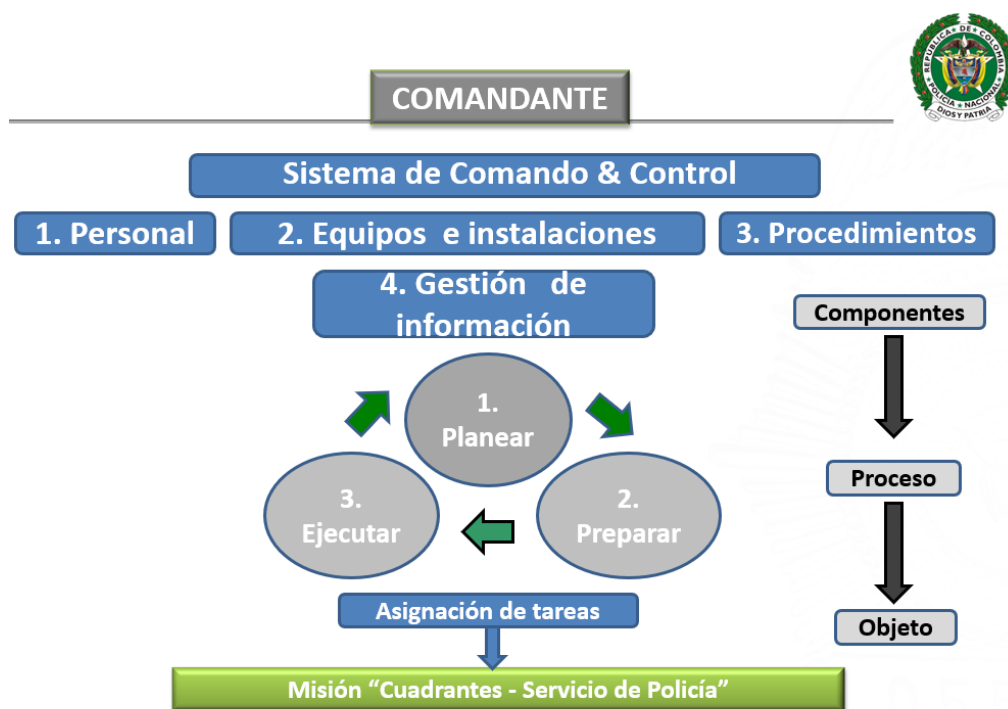 REPUBLICA DE COLOMBIA
POLICIA NACIONAL
DIOS Y PATRIA
COMANDANTE
Sistema de Comando & Control
1. Personal
2. Equipos e instalaciones
3. Procedimientos
4. Gestión de
información
Componentes
1.
Planear
Proceso
3.
Ejecutar
2.
Preparar
Asignación de tareas
Objeto
Misión “Cuadrantes - Servicio de Policía”